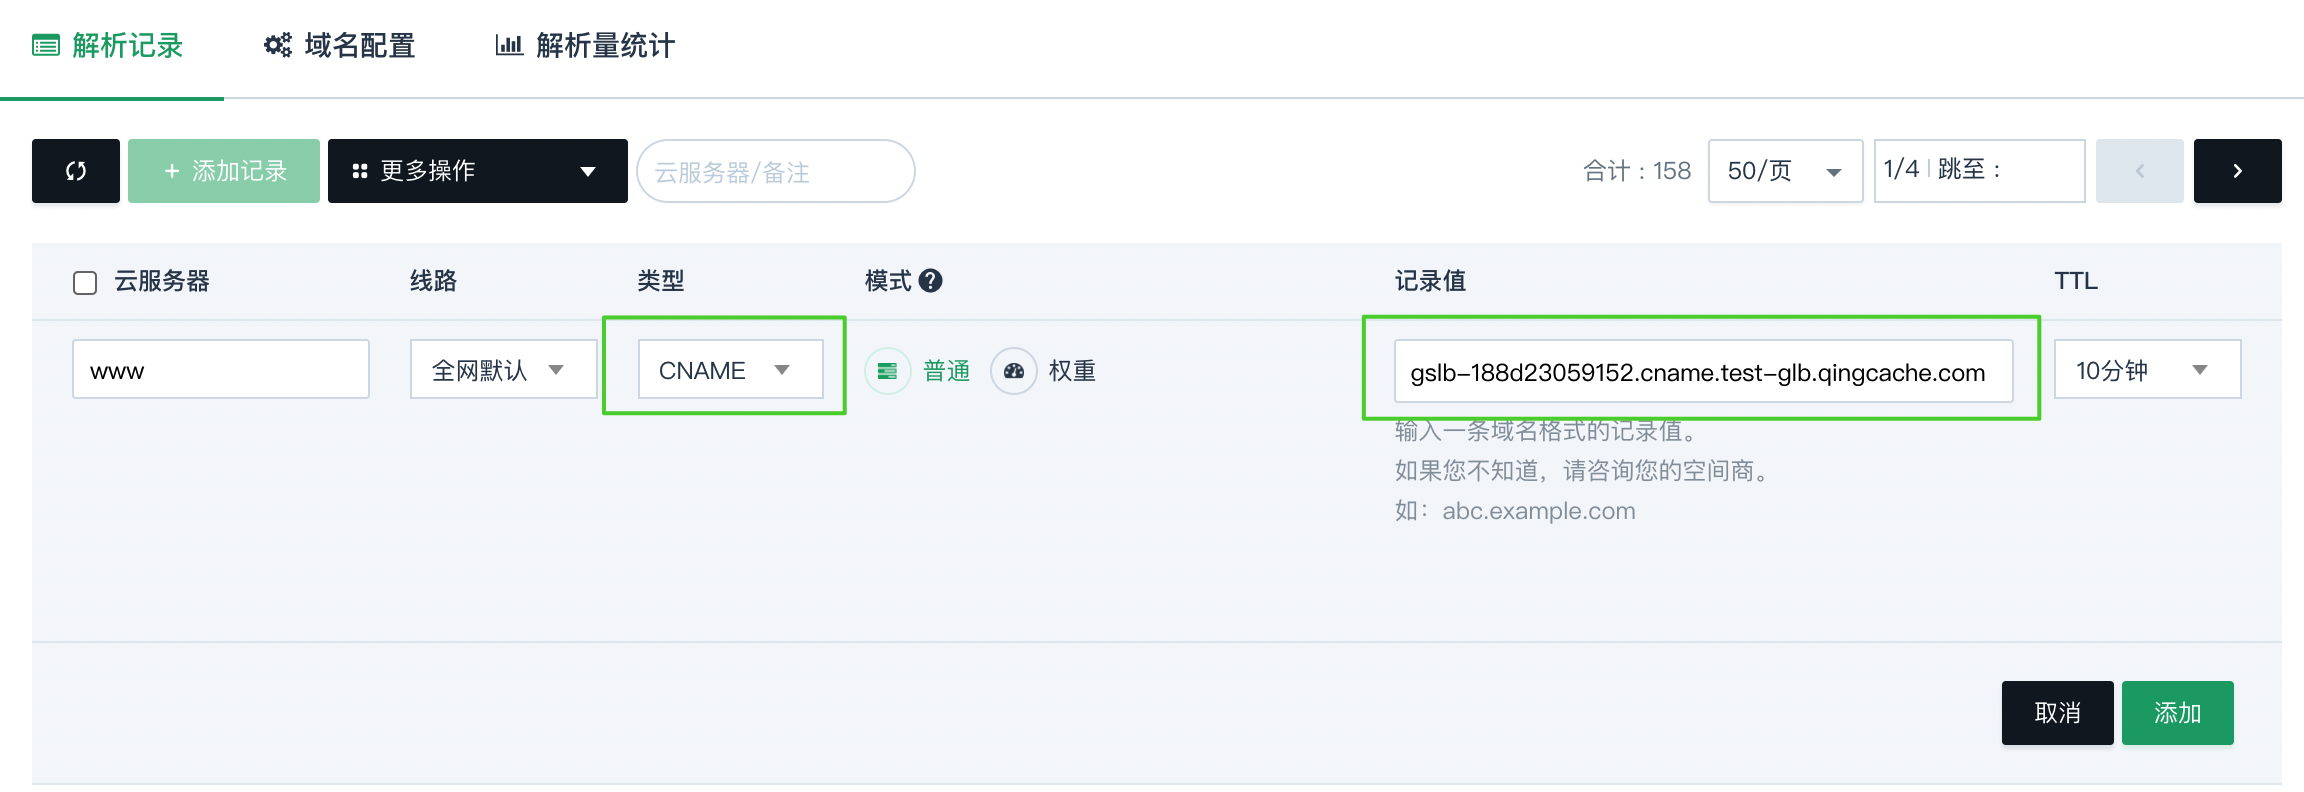 解析记录 域名配置 解析量统计
+ 添加记录 更多操作 云服务器/备注 合计 : 158 50/页 1/4 跳至 :
云服务器 线路 类型 模式 ? 记录值 TTL
www 全网默认 CNAME 普通 权重 gslb-188d23059152.cname.test-glb.qingcache.com 10分钟
输入一条域名格式的记录值。
如果您不知道，请咨询您的空间商。
如：abc.example.com
取消 添加